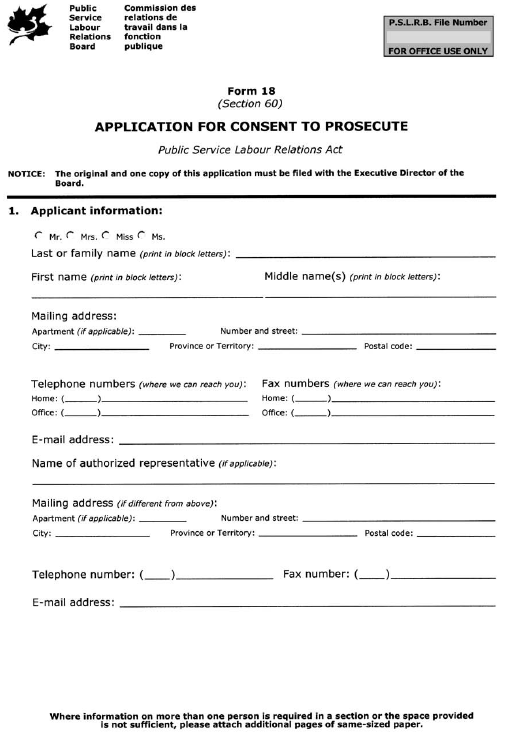 Public Service Labour Relations Board
Commission des relations de travail dans la fonction publique
P.S.L.R.B. File Number
FOR OFFICE USE ONLY
Form 18
(Section 60)
APPLICATION FOR CONSENT TO PROSECUTE
Public Service Labour Relations Act
NOTICE: The original and one copy of this application must be filed with the Executive Director of the
Board.
1. Applicant information:
Mr. Mrs. Miss Ms.
Last or family name (print in block letters):
First name (print in block letters): Middle name(s) (print in block letters):
Mailing address:
Apartment (if applicable): Number and street:
City: Province or Territory: Postal code:
Telephone numbers (where we can reach you): Fax numbers (where we can reach you):
Home: ( ) Home: ( )
Office: ( ) Office: ( )
E-mail address:
Name of authorized representative (if applicable):
Mailing address (if different from above):
Apartment (if applicable): Number and street:
City: Province or Territory: Postal code:
Telephone number: ( ) Fax number: ( )
E-mail address:
Where information on more than one person is required in a section or the space provided
is not sufficient, please attach additional pages of same-sized paper.